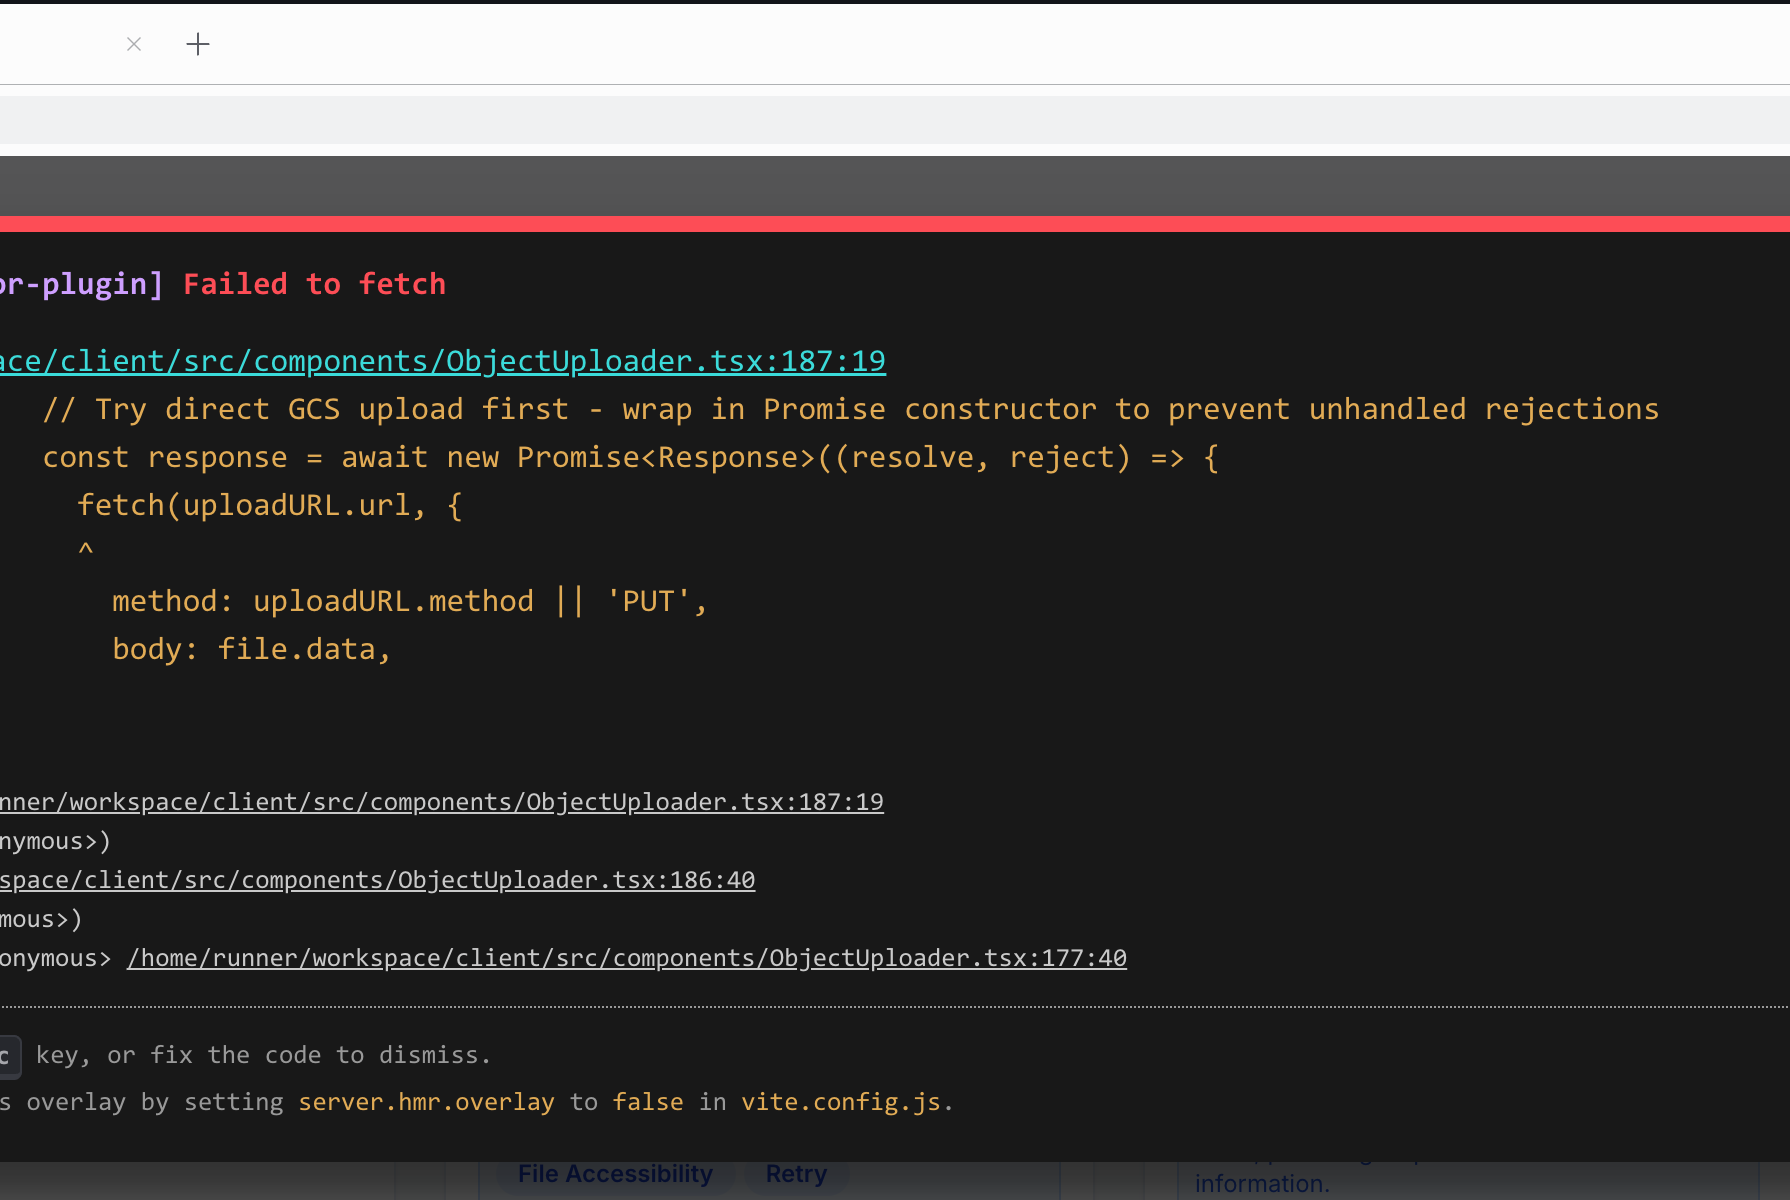 or-plugin] Failed to fetch
ace/client/src/components/ObjectUploader.tsx:187:19
// Try direct GCS upload first - wrap in Promise constructor to prevent unhandled rejections
const response = await new Promise<Response>((resolve, reject) => {
fetch(uploadURL.url, {
^
method: uploadURL.method || 'PUT',
body: file.data,
nner/workspace/client/src/components/ObjectUploader.tsx:187:19
nymous>)
space/client/src/components/ObjectUploader.tsx:186:40
mous>)
onymous> /home/runner/workspace/client/src/components/ObjectUploader.tsx:177:40
c key, or fix the code to dismiss.
s overlay by setting server.hmr.overlay to false in vite.config.js.
File Accessibility Retry
information.